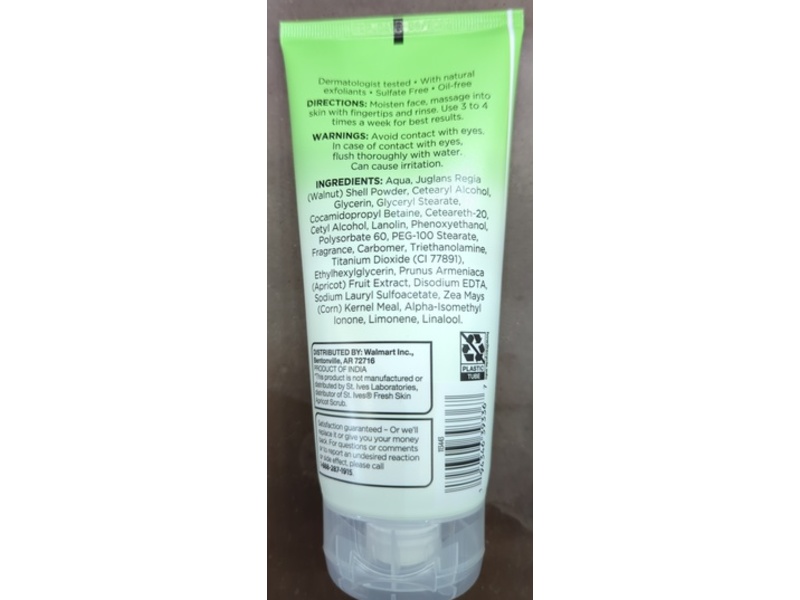 Dermatologist tested • With natural
exfoliants • Sulfate Free • Oil-free
DIRECTIONS: Moisten face, massage into
skin with fingertips and rinse. Use 3 to 4
times a week for best results.
WARNINGS: Avoid contact with eyes.
In case of contact with eyes,
flush thoroughly with water.
Can cause irritation.
INGREDIENTS: Aqua, Juglans Regia
(Walnut) Shell Powder, Cetearyl Alcohol,
Glycerin, Glyceryl Stearate,
Cocamidopropyl Betaine, Ceteareth-20,
Cetyl Alcohol, Lanolin, Phenoxyethanol,
Polysorbate 60, PEG-100 Stearate,
Fragrance, Carbomer, Triethanolamine,
Titanium Dioxide (CI 77891),
Ethylhexylglycerin, Prunus Armeniaca
(Apricot) Fruit Extract, Disodium EDTA,
Sodium Lauryl Sulfoacetate, Zea Mays
(Corn) Kernel Meal, Alpha-Isomethyl
Ionone, Limonene, Linalool.
DISTRIBUTED BY: Walmart Inc.,
Bentonville, AR 72716
PRODUCT OF INDIA
*This product is not manufactured or
distributed by St. Ives Laboratories,
distributor of St. Ives® Fresh Skin
Apricot Scrub.
Satisfaction guaranteed – Or we'll
replace it or give you your money
back. For questions or comments
or to report an undesired reaction
or side effect, please call
-888-287-1915
PLASTIC
TUBE